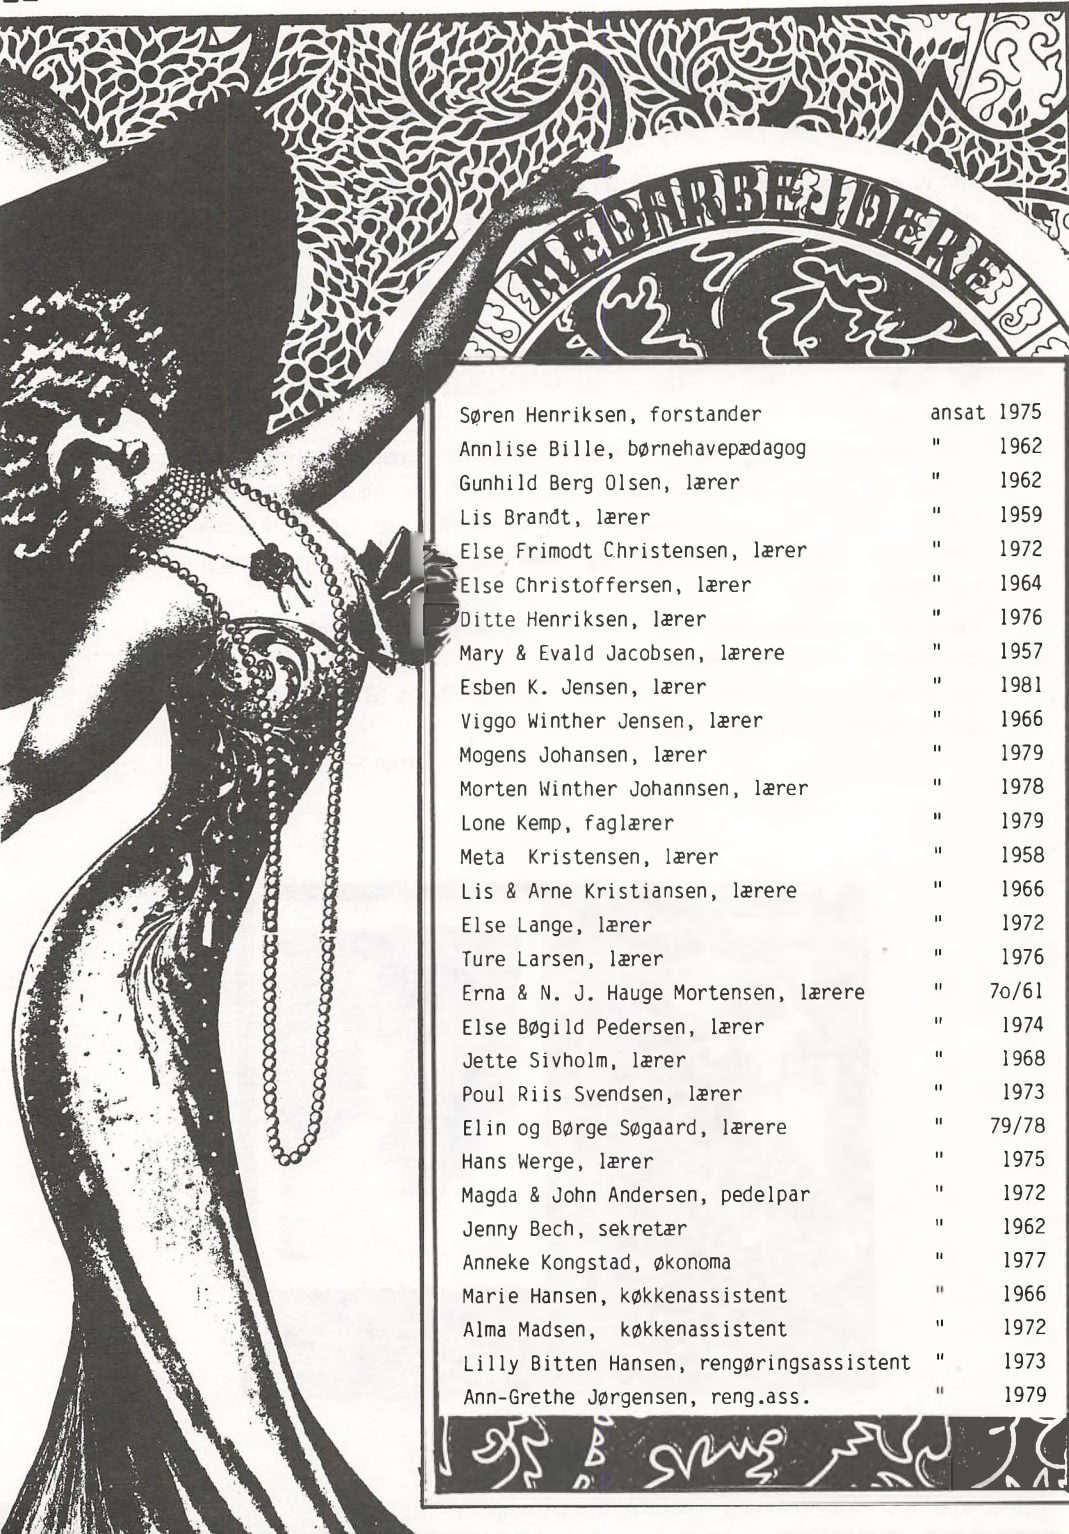 MEDARBEJDERE
Søren Henriksen, forstander ansat 1975
Annlise Bille, børnehavepædagog " 1962
Gunhild Berg Olsen, lærer " 1962
Lis Brandt, lærer " 1959
Else Frimodt Christensen, lærer " 1972
Else Christoffersen, lærer " 1964
Ditte Henriksen, lærer " 1976
Mary & Evald Jacobsen, lærere " 1957
Esben K. Jensen, lærer " 1981
Viggo Winther Jensen, lærer " 1966
Mogens Johansen, lærer " 1979
Morten Winther Johannsen, lærer " 1978
Lone Kemp, faglærer " 1979
Meta Kristensen, lærer " 1958
Lis & Arne Kristiansen, lærere " 1966
Else Lange, lærer " 1972
Ture Larsen, lærer " 1976
Erna & N. J. Hauge Mortensen, lærere " 7o/61
Else Bøgild Pedersen, lærer " 1974
Jette Sivholm, lærer " 1968
Poul Riis Svendsen, lærer " 1973
Elin og Børge Søgaard, lærere " 79/78
Hans Werge, lærer " 1975
Magda & John Andersen, pedelpar " 1972
Jenny Bech, sekretær " 1962
Anneke Kongstad, økonoma " 1977
Marie Hansen, køkkenassistent " 1966
Alma Madsen, køkkenassistent " 1972
Lilly Bitten Hansen, rengøringsassistent " 1973
Ann-Grethe Jørgensen, reng.ass. " 1979